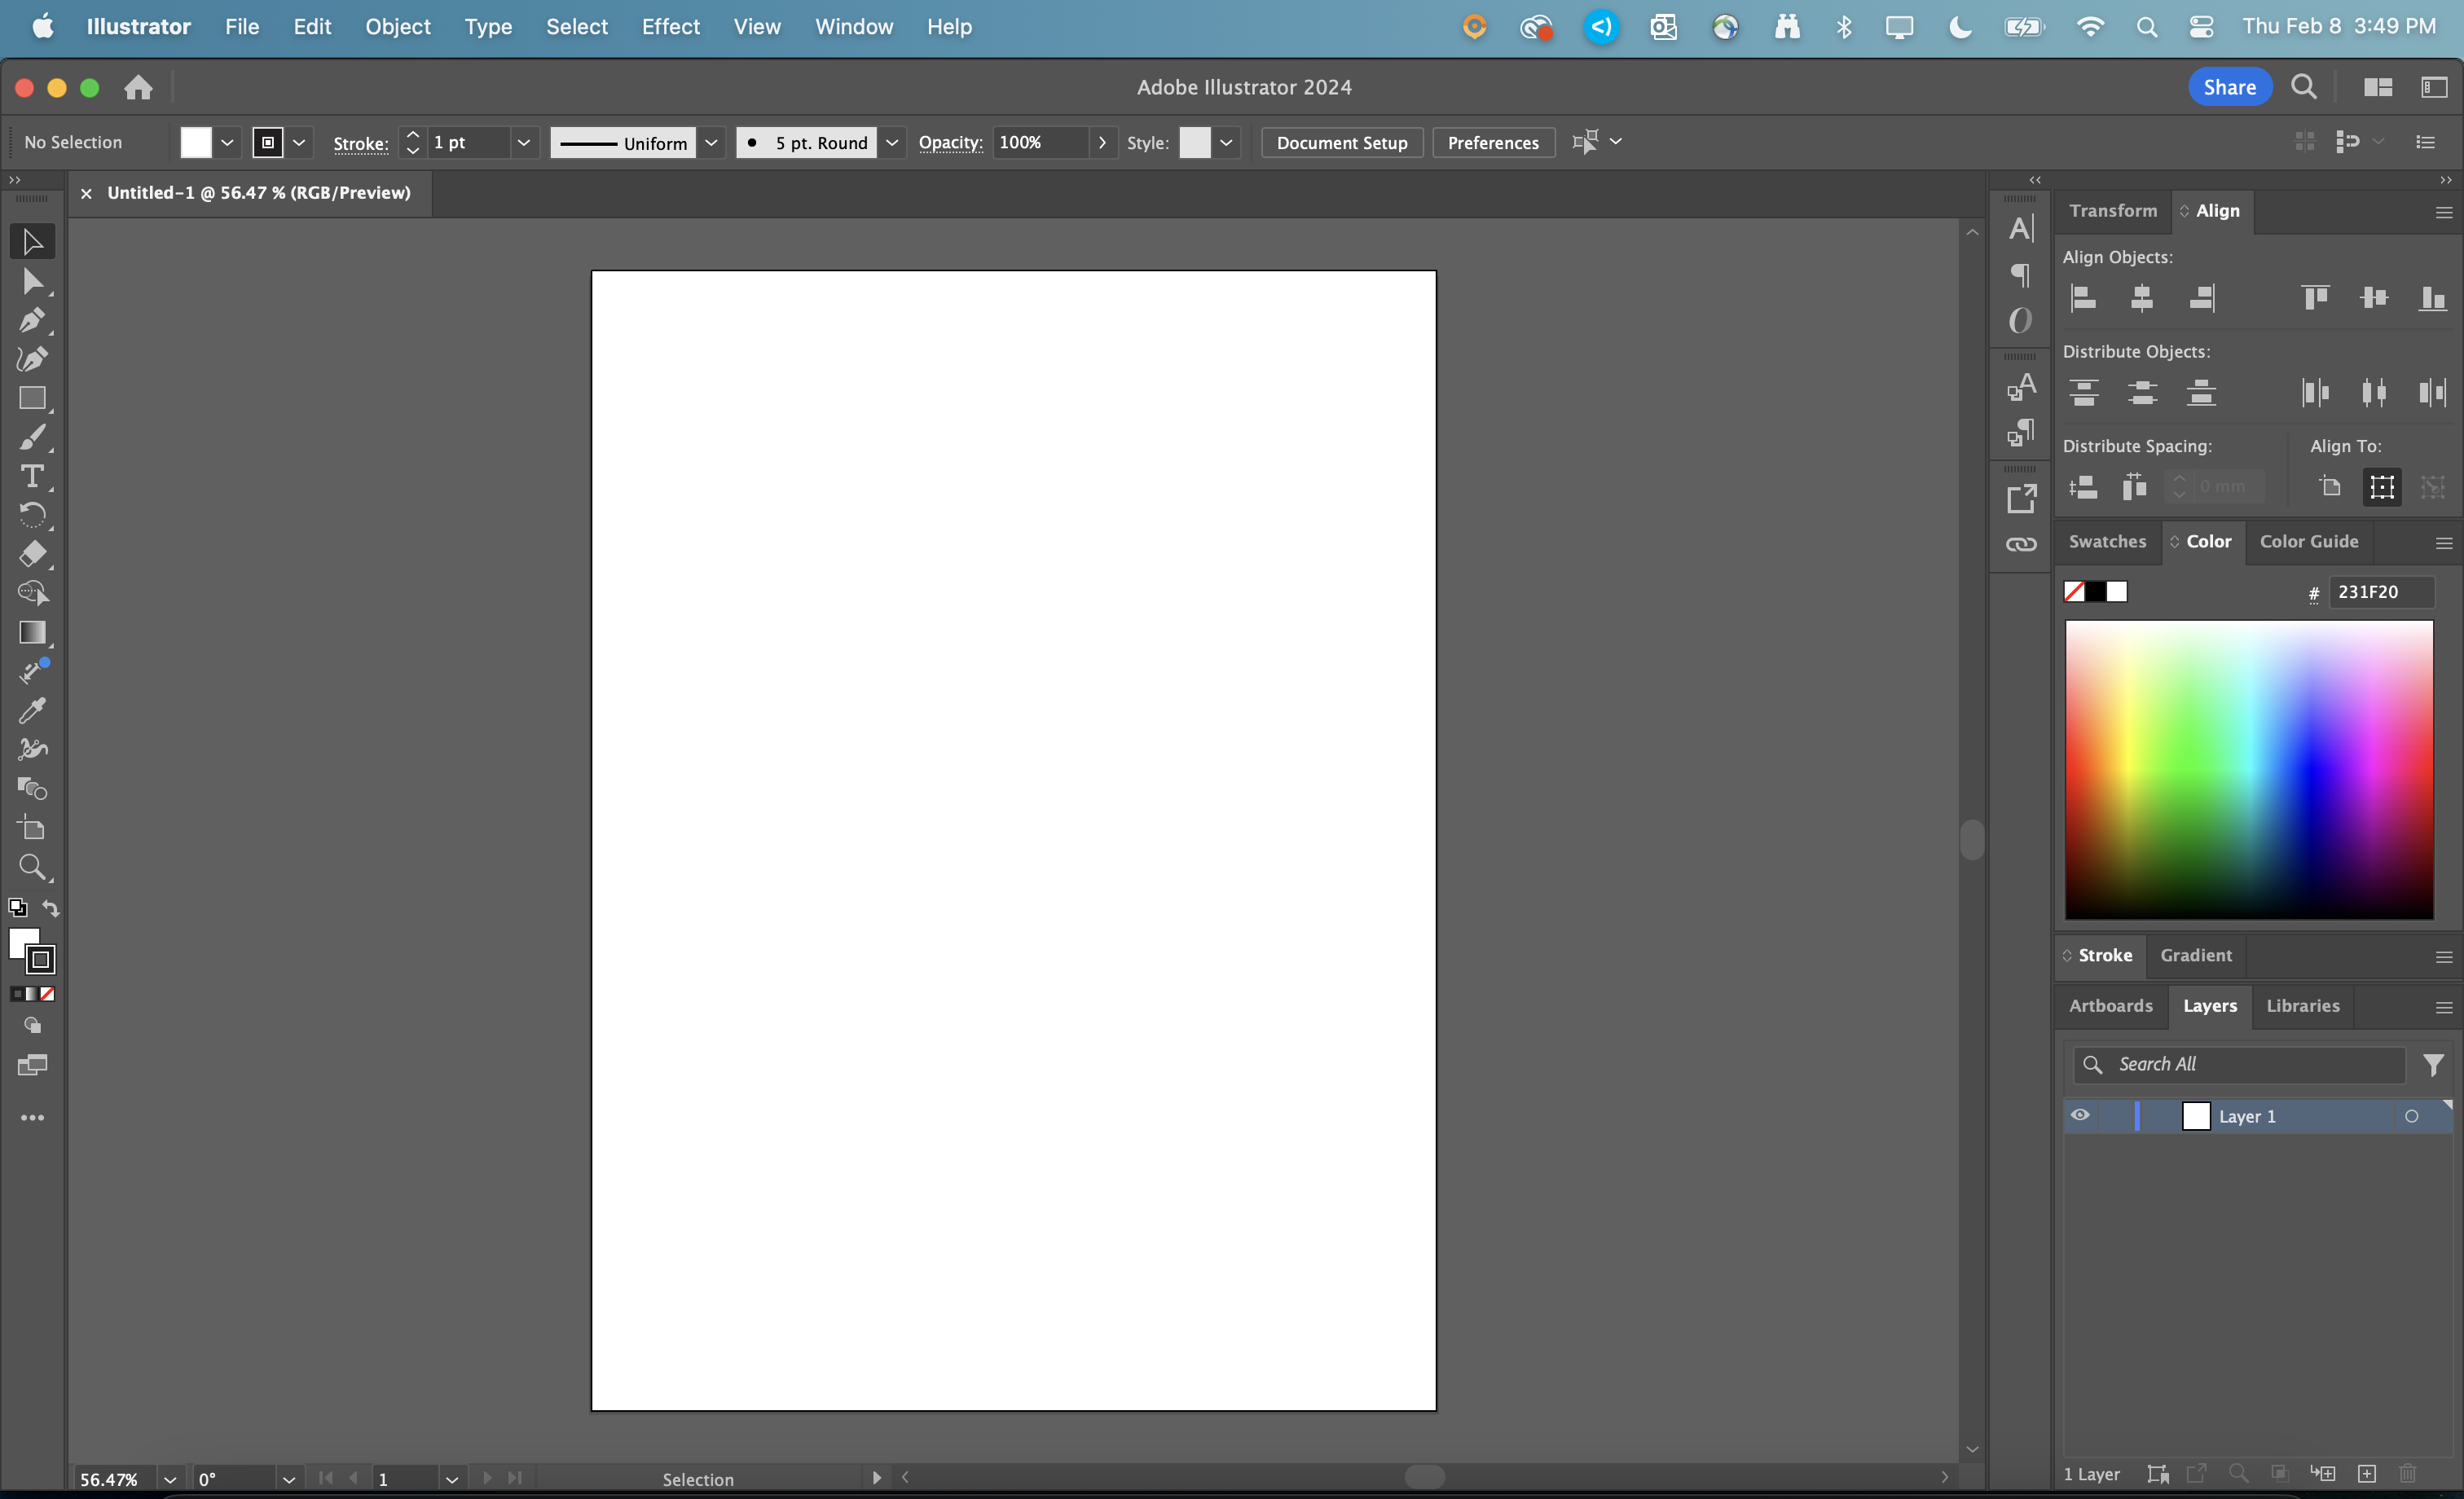 Illustrator File Edit Object Type Select Effect View Window Help Thu Feb 8 3:49 PM
Adobe Illustrator 2024 Share
No Selection Stroke: 1 pt Uniform 5 pt. Round Opacity: 100% Style: Document Setup Preferences
Untitled-1 @ 56.47 % (RGB/Preview)
Transform Align
Align Objects:
Distribute Objects:
Distribute Spacing: Align To:
0 mm
Swatches Color Color Guide
# 231F20
Stroke Gradient
Artboards Layers Libraries
Search All
Layer 1
56.47% 0° 1 Selection 1 Layer